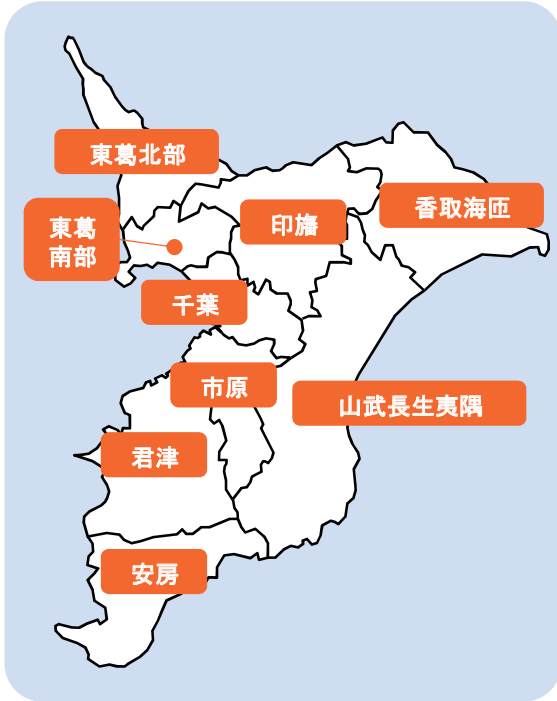 東葛北部
香取海匝
東葛
南部
印旛
千葉
市原
山武長生夷隅
君津
安房